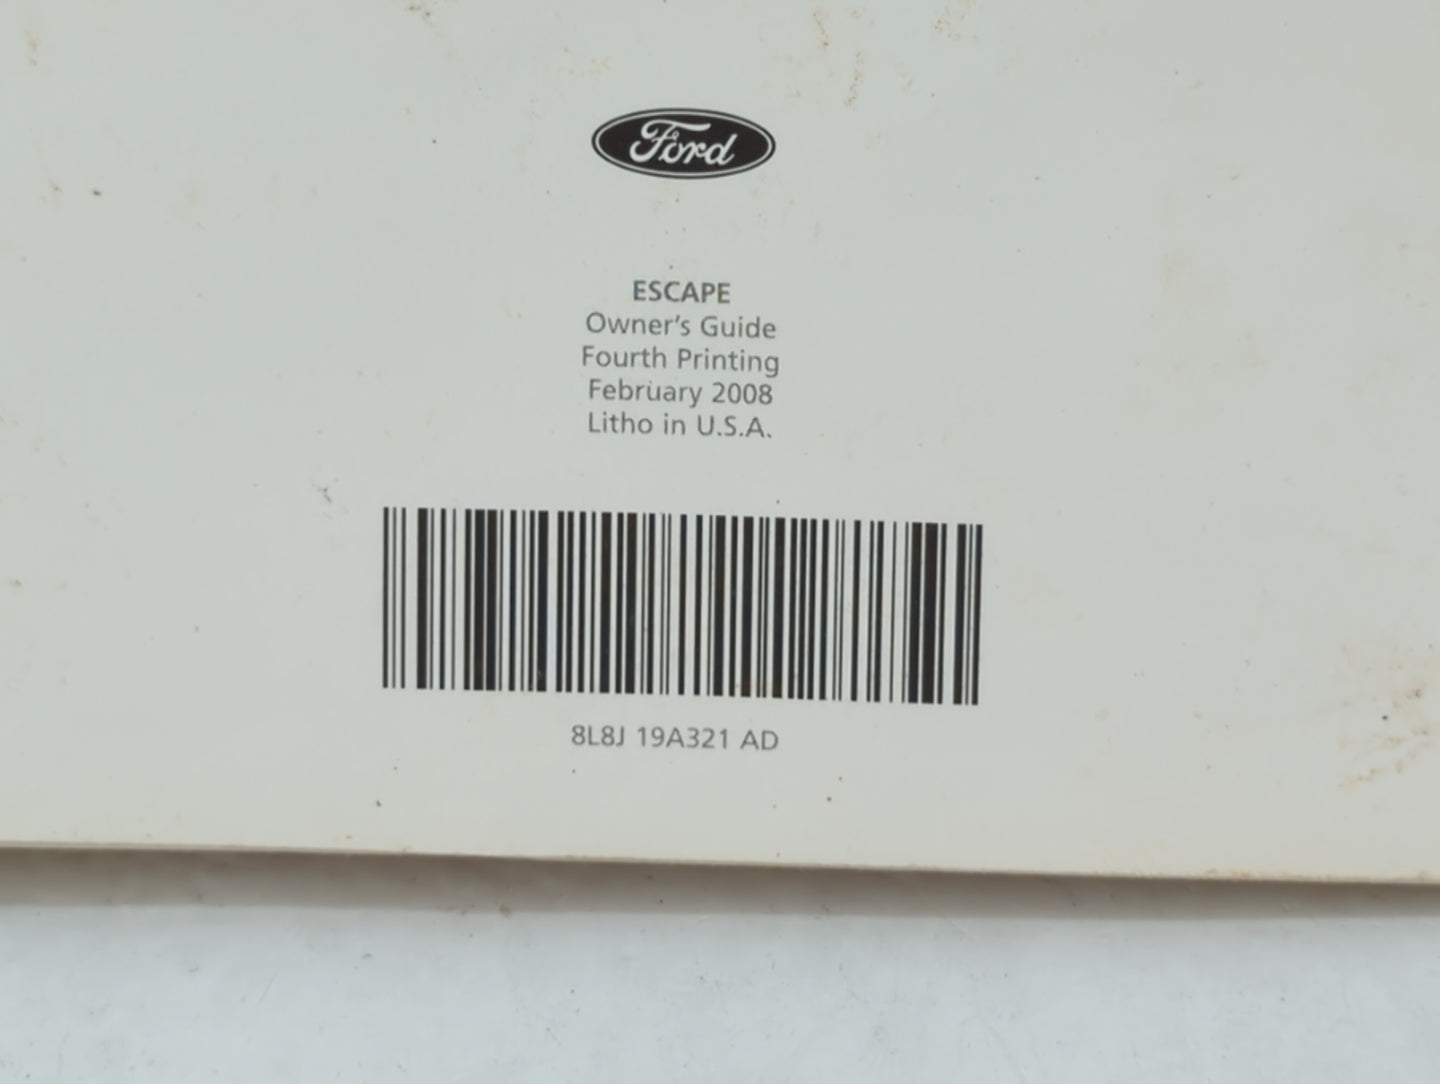 Ford
ESCAPE
Owner's Guide
Fourth Printing
February 2008
Litho in U.S.A.
8L8J 19A321 AD